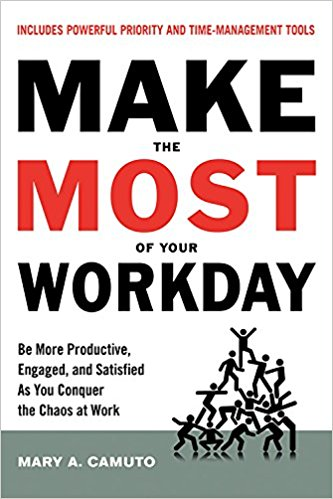 INCLUDES POWERFUL PRIORITY AND TIME-MANAGEMENT TOOLS
MAKE
THE
MOST
OF YOUR
WORKDAY
Be More Productive,
Engaged, and Satisfied
As You Conquer
the Chaos at Work
MARY A. CAMUTO